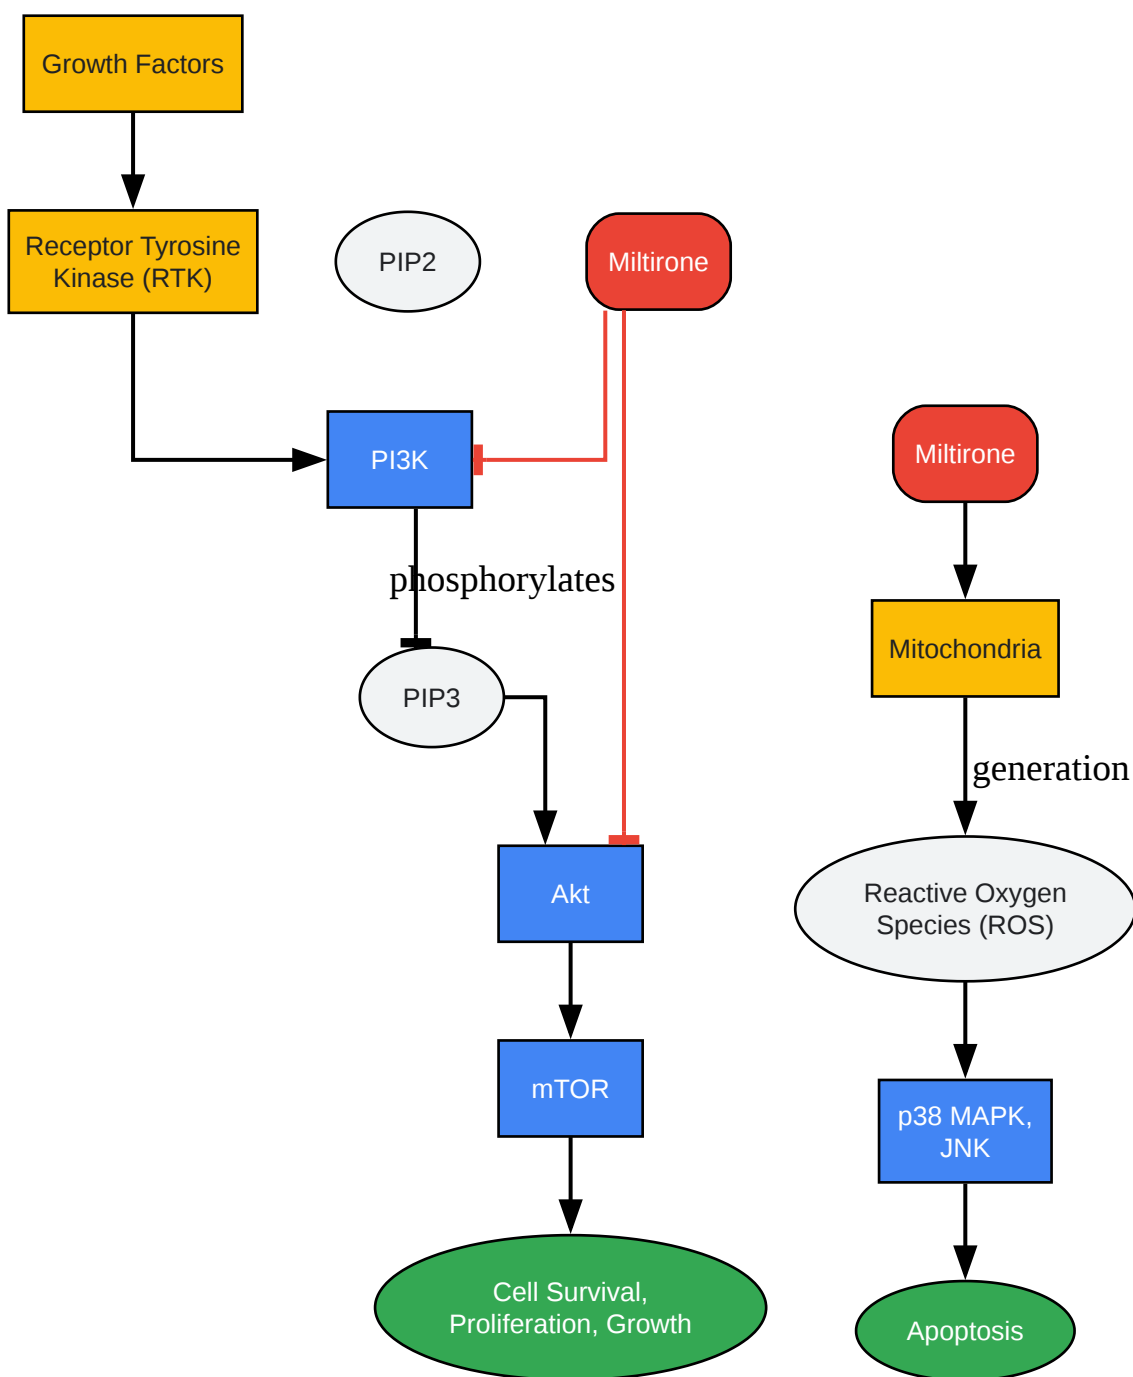 Growth Factors
Receptor Tyrosine
Kinase (RTK)
PIP2
Miltirone
PI3K
phosphorylates
PIP3
Akt
mTOR
Cell Survival,
Proliferation, Growth
Miltirone
Mitochondria
generation
Reactive Oxygen
Species (ROS)
p38 MAPK,
JNK
Apoptosis